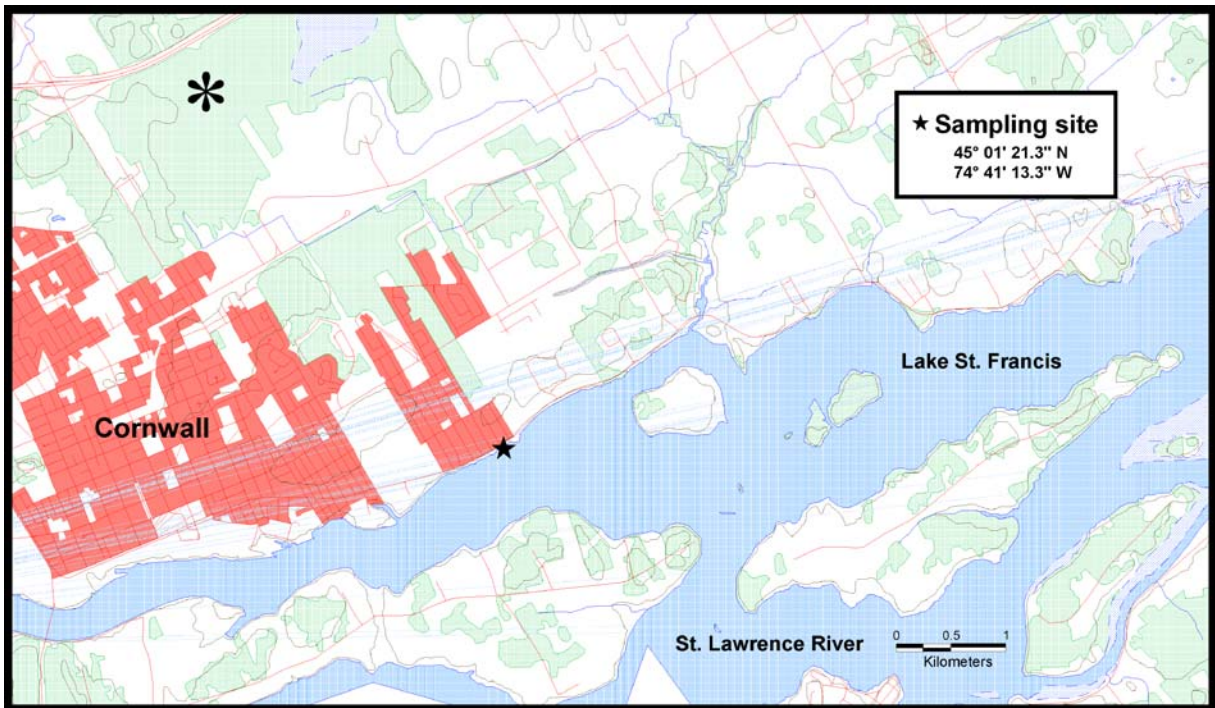 ★ Sampling site
45° 01' 21.3" N
74° 41' 13.3" W
Lake St. Francis
Cornwall
St. Lawrence River
0 0.5 1
Kilometers